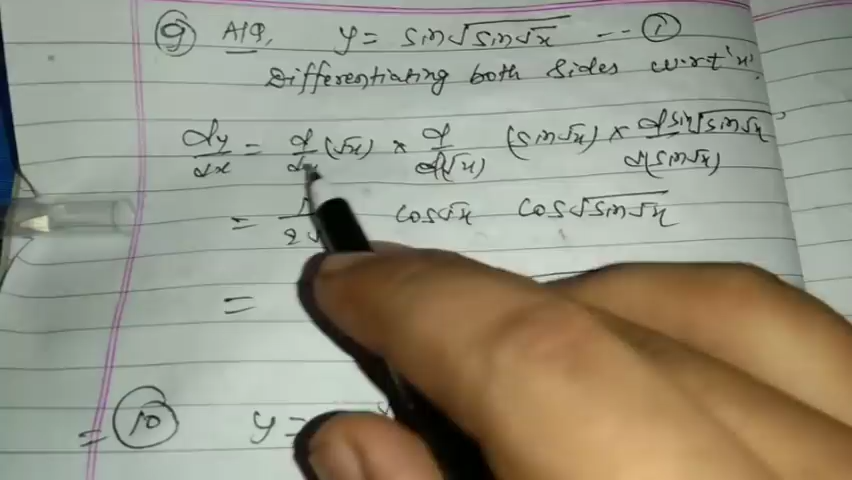 (9) A/Q, y = sin√(sin√x) --- (i)
Differentiating both sides w.r.t 'x'.
dy/dx = d/dx (√x) × d/d(√x) (sin√x) × d sin√(sin√x) / d(sin√x)
= 1/2√ cos√x cos√(sin√x)
=
= (10) y =